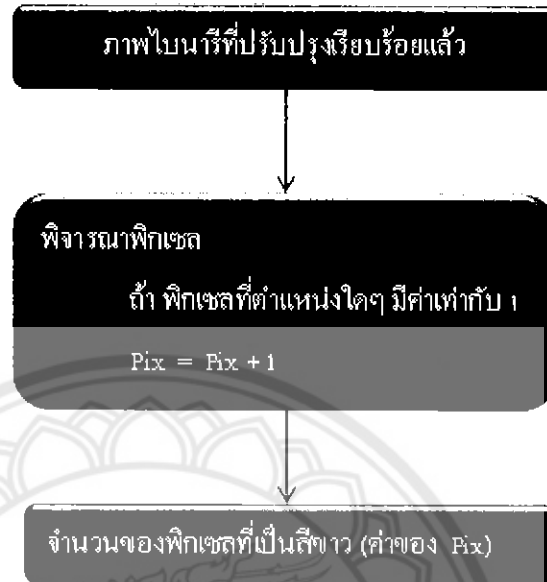 ภาพไบนารีที่ปรับปรุงเรียบร้อยแล้ว
พิจารณาพิกเซล
ถ้า พิกเซลที่ตำแหน่งใดๆ มีค่าเท่ากับ 1
Pix = Pix + 1
จำนวนของพิกเซลที่เป็นสีขาว (ค่าของ Pix)